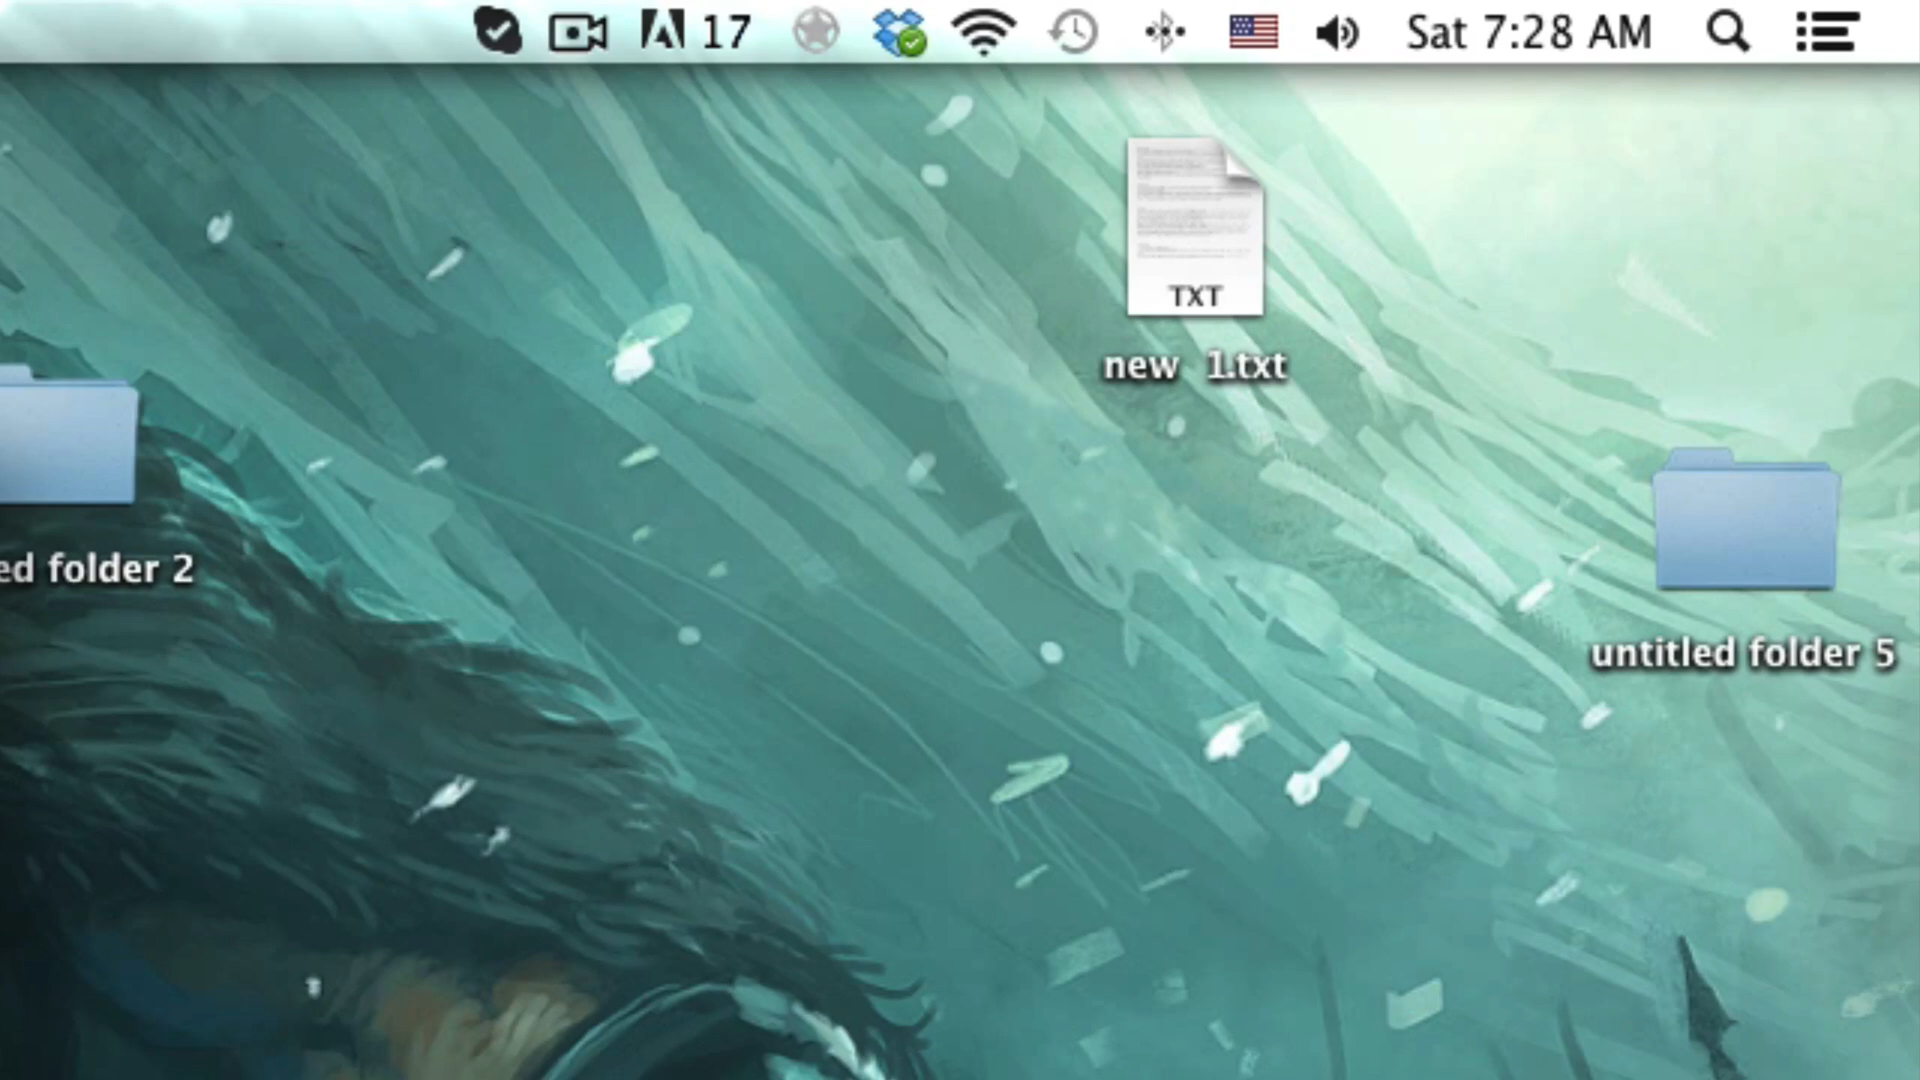 17 Sat 7:28 AM
TXT
new 1.txt
ed folder 2
untitled folder 5